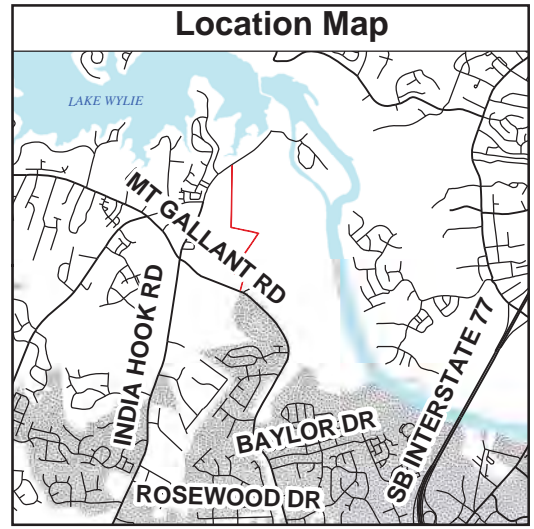 Location Map
LAKE WYLIE
MT GALLANT RD
INDIA HOOK RD
SB INTERSTATE 77
BAYLOR DR
ROSEWOOD DR